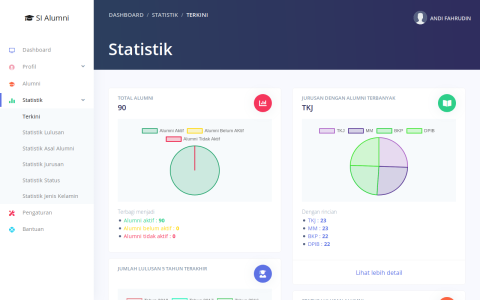 SI Alumni
DASHBOARD / STATISTIK / TERKINI
ANDI FAHRUDIN
Statistik
Dashboard
Profil
Alumni
Statistik
Terkini
Statistik Lulusan
Statistik Asal Alumni
Statistik Jurusan
Statistik Status
Statistik Jenis Kelamin
Pengaturan
Bantuan
TOTAL ALUMNI
90
Alumni Aktif
Alumni Belum Aktif
Alumni Tidak Aktif
Terbagi menjadi:
Alumni aktif : 90
Alumni belum aktif : 0
Alumni tidak aktif : 0
JURUSAN DENGAN ALUMNI TERBANYAK
TKJ
TKJ
MM
BKP
DPIB
Dengan rincian
TKJ : 23
MM : 23
BKP : 22
DPIB : 22
Lihat lebih detail
JUMLAH LULUSAN 5 TAHUN TERAKHIR